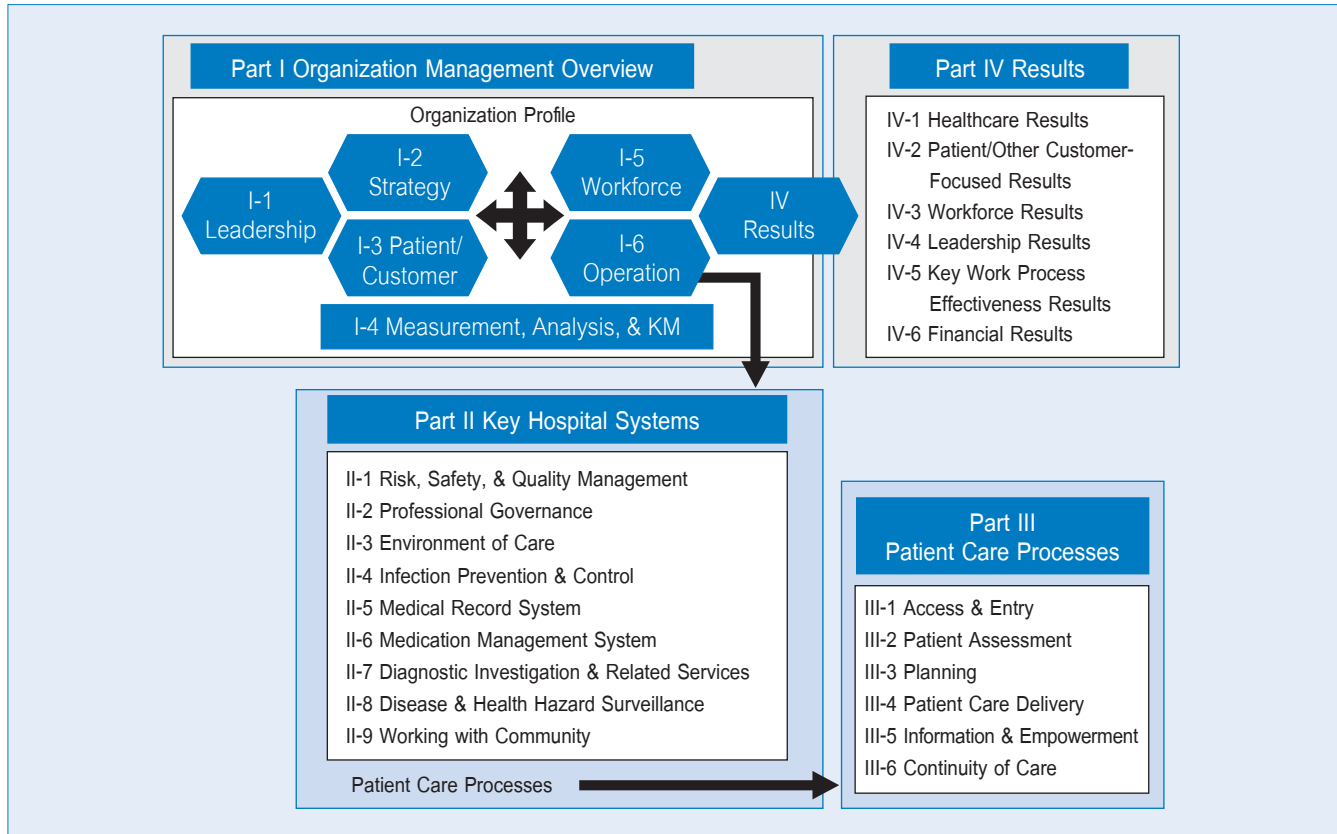 Part I Organization Management Overview
Organization Profile
I-1
Leadership
I-2
Strategy
I-3 Patient/
Customer
I-5
Workforce
I-6
Operation
IV
Results
I-4 Measurement, Analysis, & KM
Part IV Results
IV-1 Healthcare Results
IV-2 Patient/Other Customer-
Focused Results
IV-3 Workforce Results
IV-4 Leadership Results
IV-5 Key Work Process
Effectiveness Results
IV-6 Financial Results
Part II Key Hospital Systems
II-1 Risk, Safety, & Quality Management
II-2 Professional Governance
II-3 Environment of Care
II-4 Infection Prevention & Control
II-5 Medical Record System
II-6 Medication Management System
II-7 Diagnostic Investigation & Related Services
II-8 Disease & Health Hazard Surveillance
II-9 Working with Community
Patient Care Processes
Part III
Patient Care Processes
III-1 Access & Entry
III-2 Patient Assessment
III-3 Planning
III-4 Patient Care Delivery
III-5 Information & Empowerment
III-6 Continuity of Care